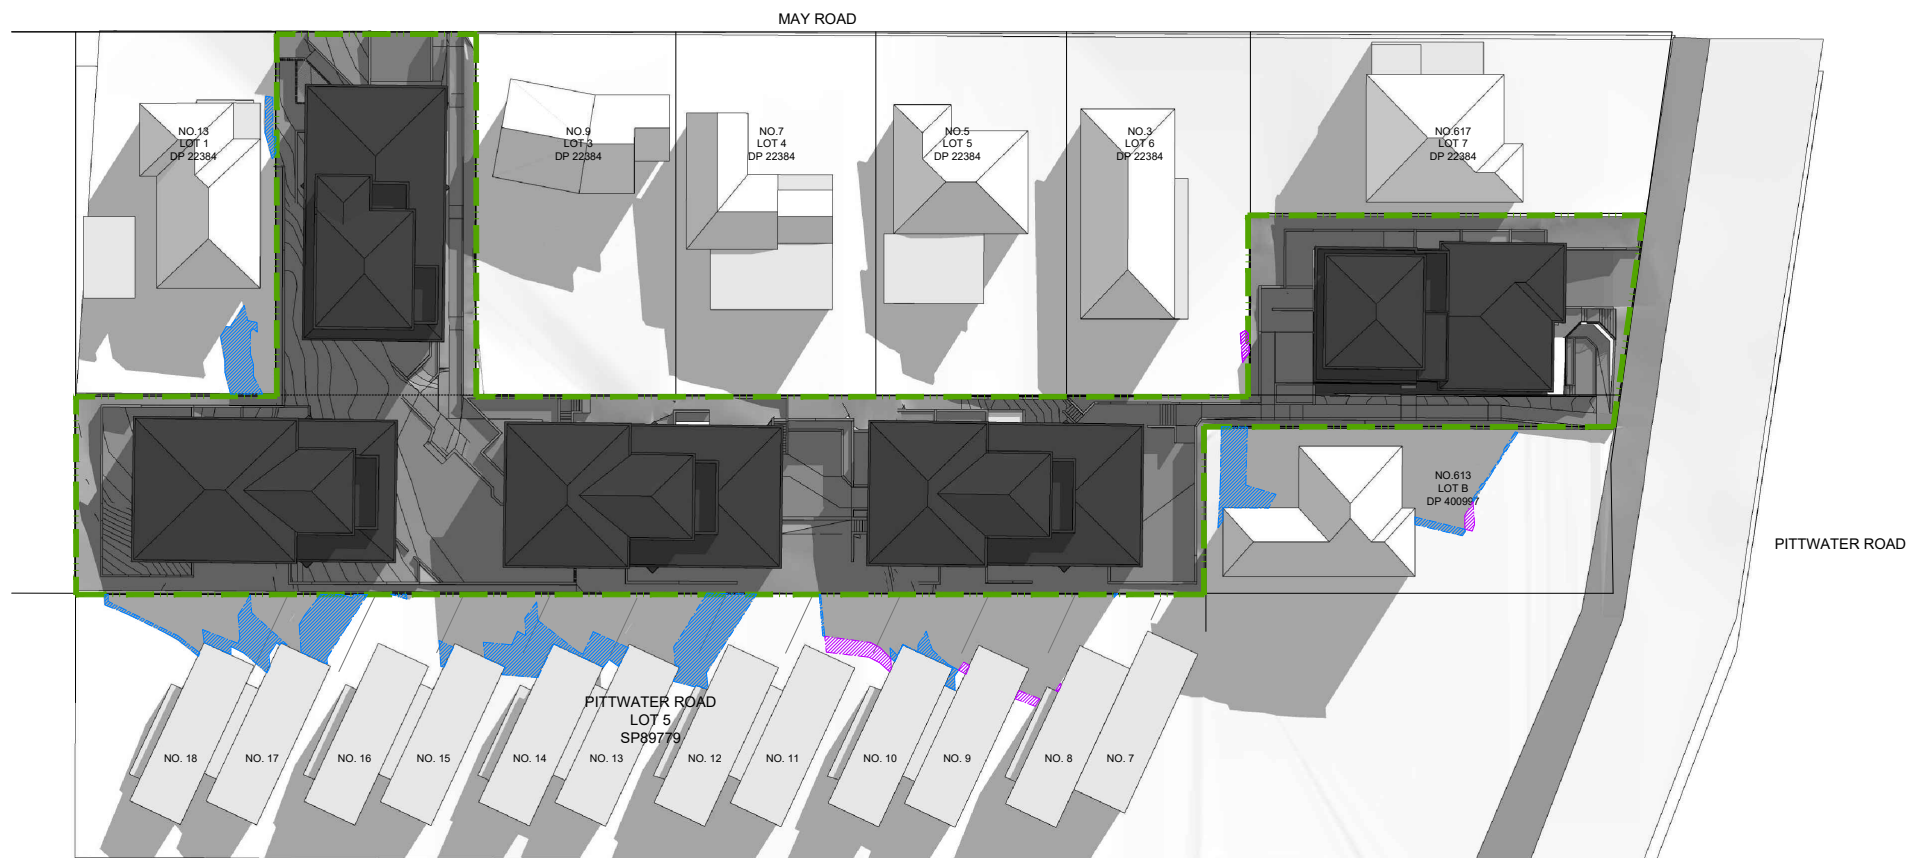 MAY ROAD
NO.13
LOT 1
DP 22384
NO.9
LOT 3
DP 22384
NO.7
LOT 4
DP 22384
NO.5
LOT 5
DP 22384
NO.3
LOT 6
DP 22384
NO.617
LOT 7
DP 22384
NO.613
LOT B
DP 400997
PITTWATER ROAD
PITTWATER ROAD
LOT 5
SP89779
NO. 18
NO. 17
NO. 16
NO. 15
NO. 14
NO. 13
NO. 12
NO. 11
NO. 10
NO. 9
NO. 8
NO. 7